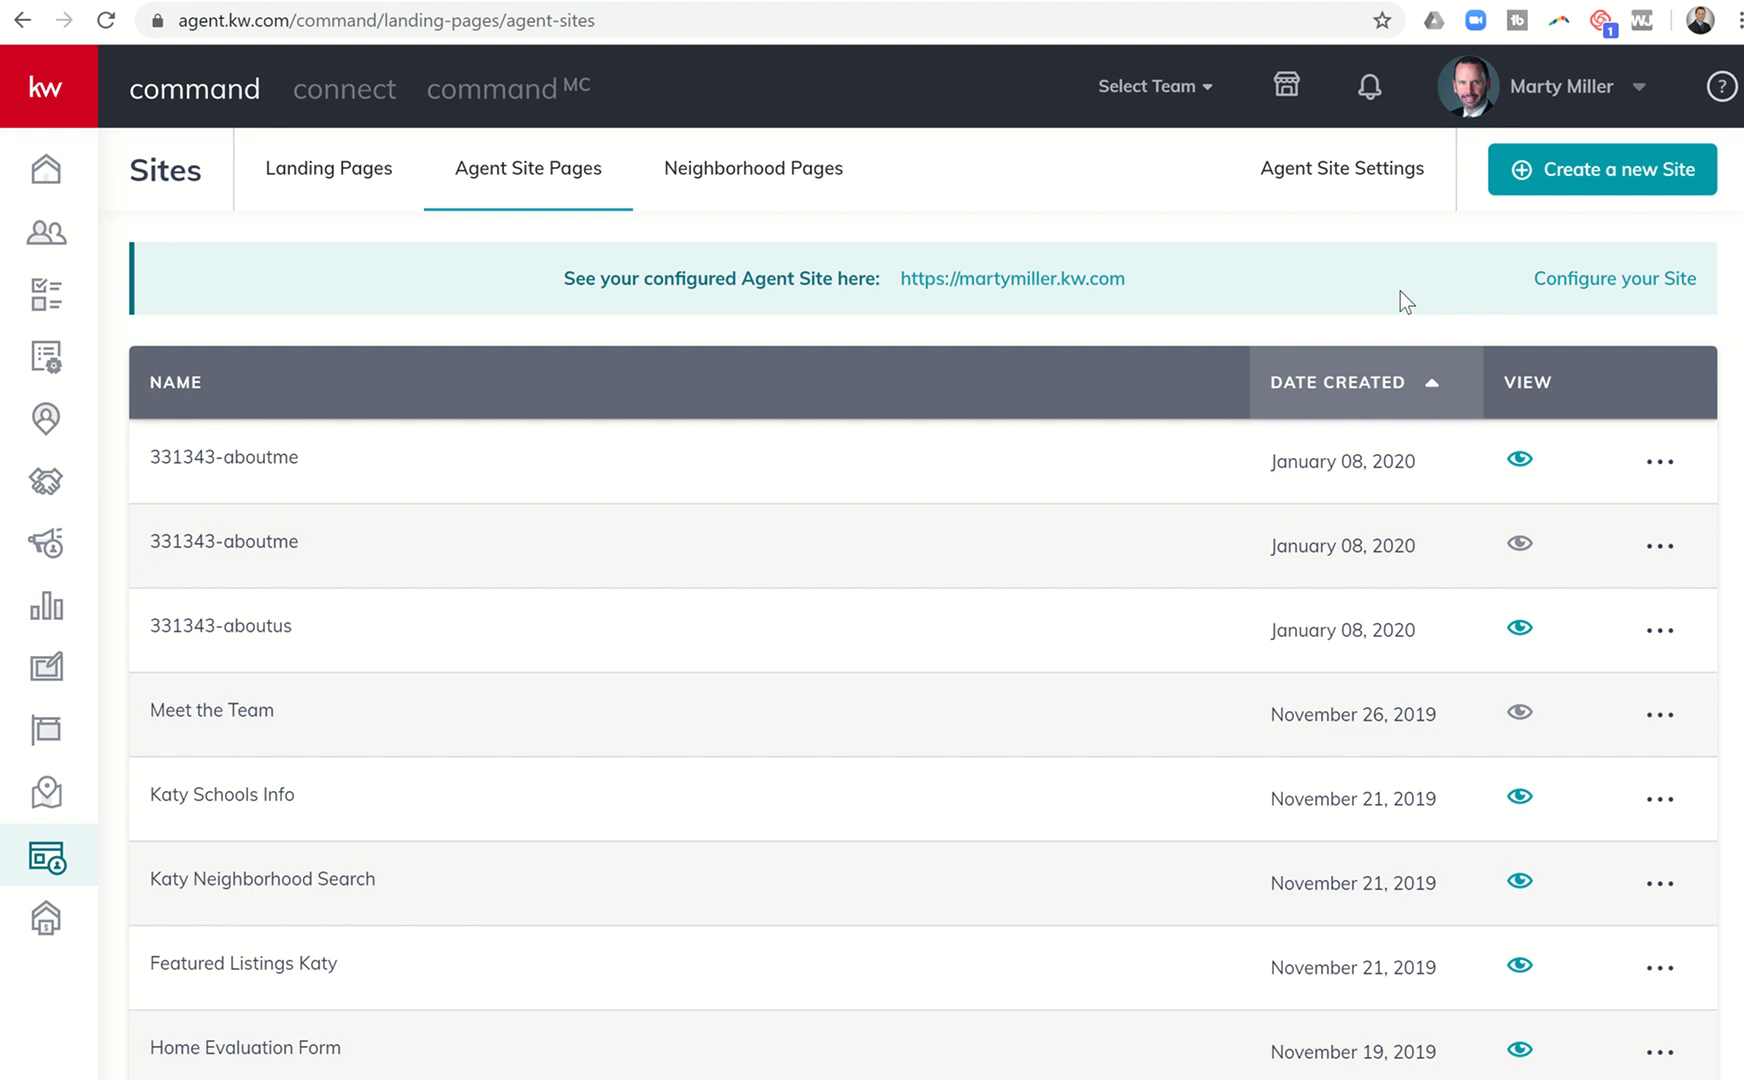 agent.kw.com/command/landing-pages/agent-sites
1
kw
command
connect
command MC
Select Team
Marty Miller
?
Sites
Landing Pages
Agent Site Pages
Neighborhood Pages
Agent Site Settings
Create a new Site
See your configured Agent Site here: https://martymiller.kw.com
Configure your Site
NAME
DATE CREATED
VIEW
331343-aboutme
January 08, 2020
331343-aboutme
January 08, 2020
331343-aboutus
January 08, 2020
Meet the Team
November 26, 2019
Katy Schools Info
November 21, 2019
Katy Neighborhood Search
November 21, 2019
Featured Listings Katy
November 21, 2019
Home Evaluation Form
November 19, 2019